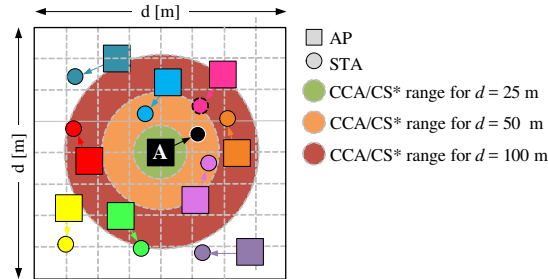 d [m]
AP
STA
CCA/CS* range for d = 25 m
CCA/CS* range for d = 50 m
CCA/CS* range for d = 100 m
d [m]
A